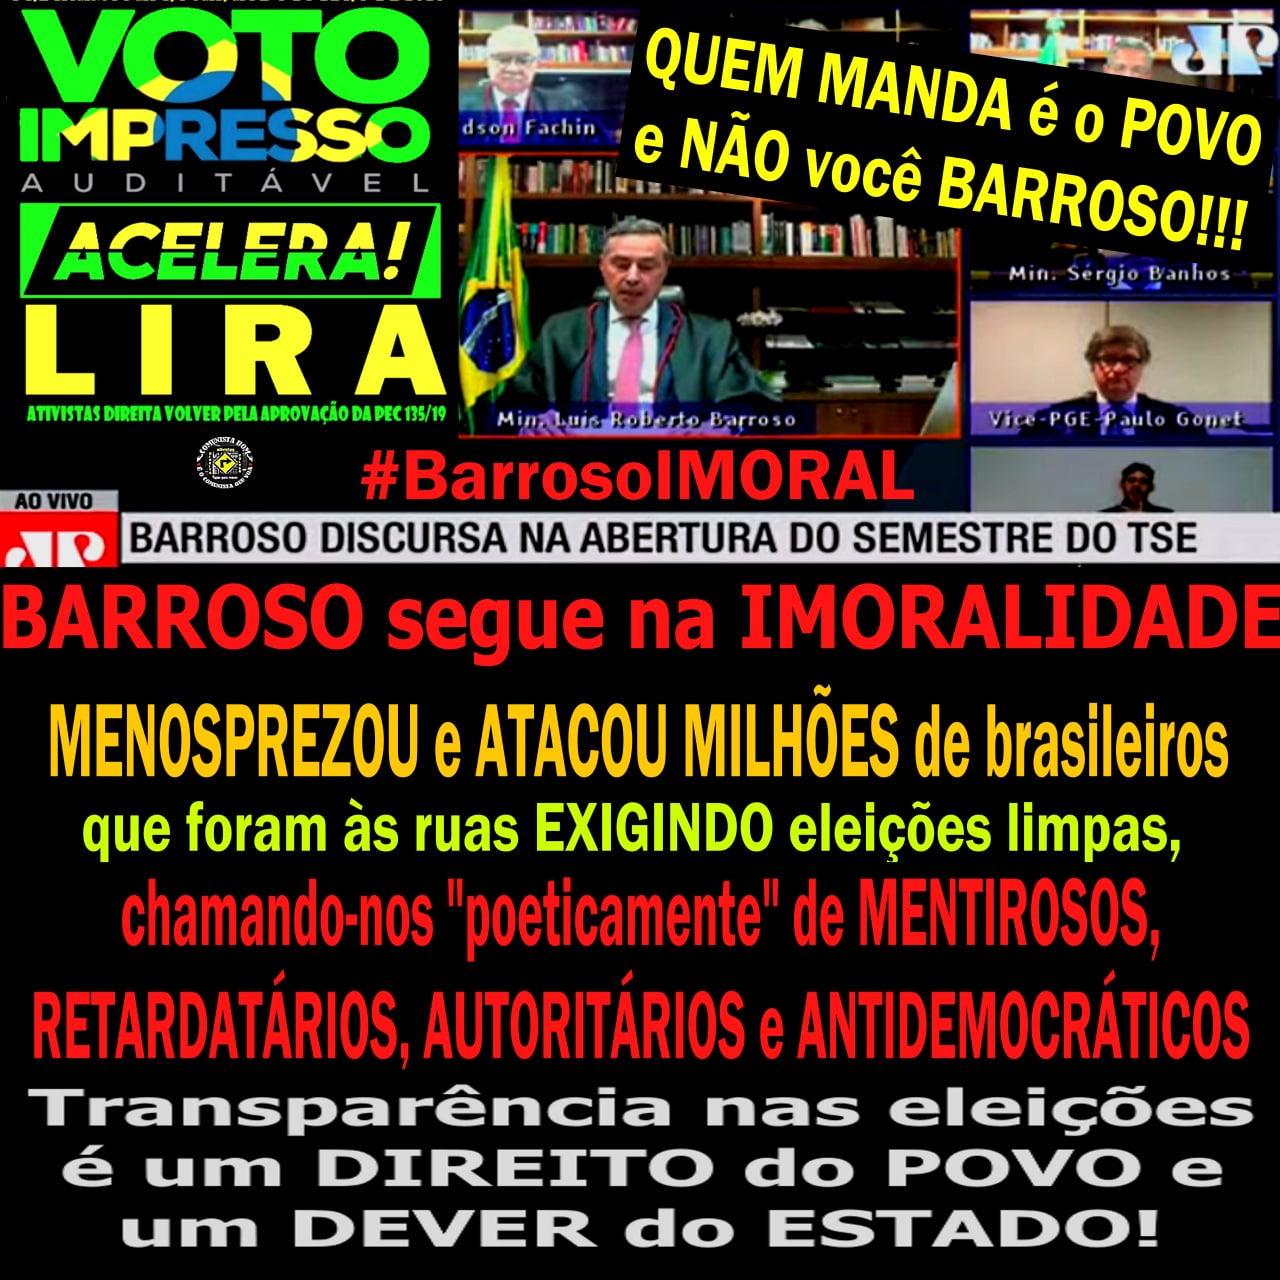 VOTO
IMPRESSO
AUDITÁVEL
ACELERA!
LIRA
ATIVISTAS DIREITA VOLVER PELA APROVAÇÃO DA PEC 135/19
dson Fachin
QUEM MANDA é o POVO
e NÃO você BARROSO!!!
JP
Min. Sérgio Banhos
Min. Luis Roberto Barroso
Vice-PGE-Paulo Gonet
#BarrosoIMORAL
AO VIVO
JP
BARROSO DISCURSA NA ABERTURA DO SEMESTRE DO TSE
BARROSO segue na IMORALIDADE
MENOSPREZOU e ATACOU MILHÕES de brasileiros
que foram às ruas EXIGINDO eleições limpas,
chamando-nos "poeticamente" de MENTIROSOS,
RETARDATÁRIOS, AUTORITÁRIOS e ANTIDEMOCRÁTICOS
Transparência nas eleições
é um DIREITO do POVO e
um DEVER do ESTADO!